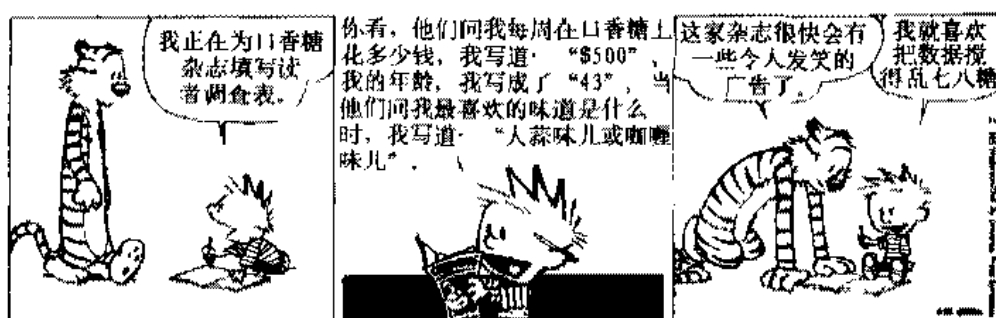 我正在为口香糖
杂志填写读
者调查表.
你看，他们问我每周在口香糖上
花多少钱，我写道：“$500”，
我的年龄，我写成了“43”，当
他们问我最喜欢的味道是什么
时，我写道：“人蒜味儿或咖喱
味儿”.
这家杂志很快会有
一些令人发笑的
广告了.
我就喜欢
把数据搅
得乱七八糟